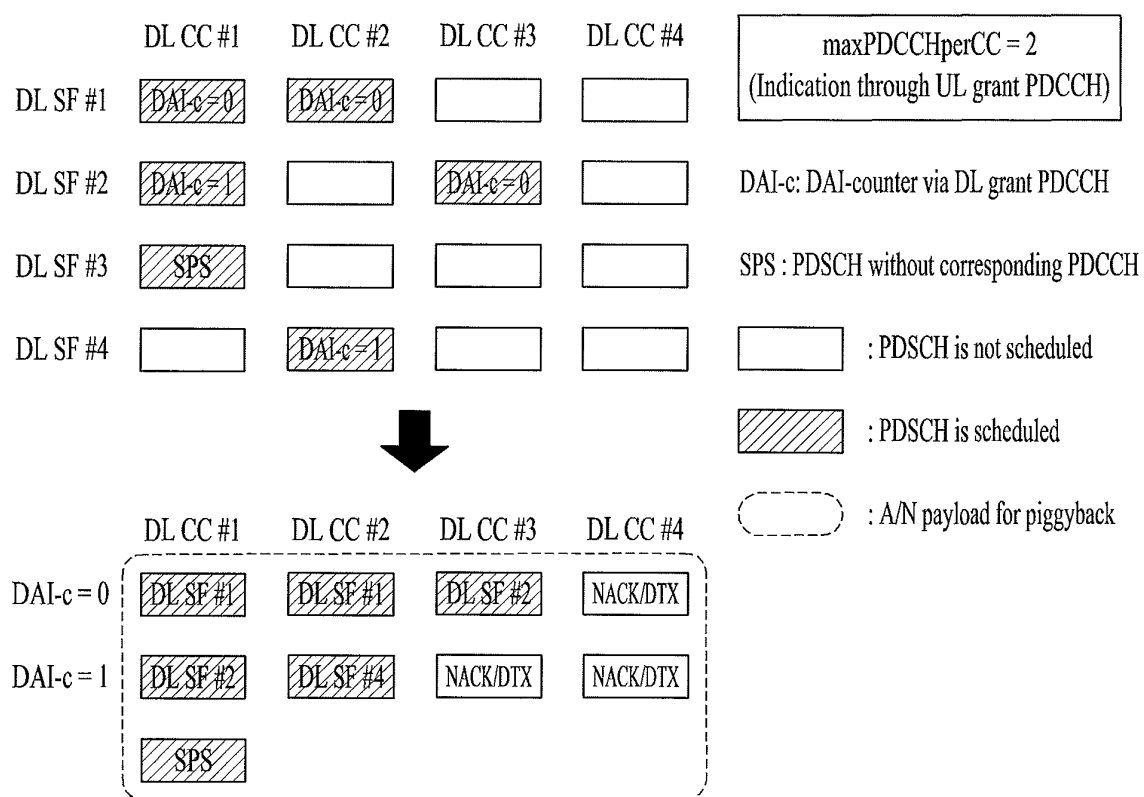 DL CC #1 DL CC #2 DL CC #3 DL CC #4
maxPDCCHperCC = 2
(Indication through UL grant PDCCH)
DL SF #1 DAI-c = 0 DAI-c = 0
DL SF #2 DAI-c = 1 DAI-c = 0
DAI-c: DAI-counter via DL grant PDCCH
DL SF #3 SPS
SPS : PDSCH without corresponding PDCCH
DL SF #4 DAI-c = 1
: PDSCH is not scheduled
: PDSCH is scheduled
: A/N payload for piggyback
DL CC #1 DL CC #2 DL CC #3 DL CC #4
DAI-c = 0 DL SF #1 DL SF #1 DL SF #2 NACK/DTX
DAI-c = 1 DL SF #2 DL SF #4 NACK/DTX NACK/DTX
SPS